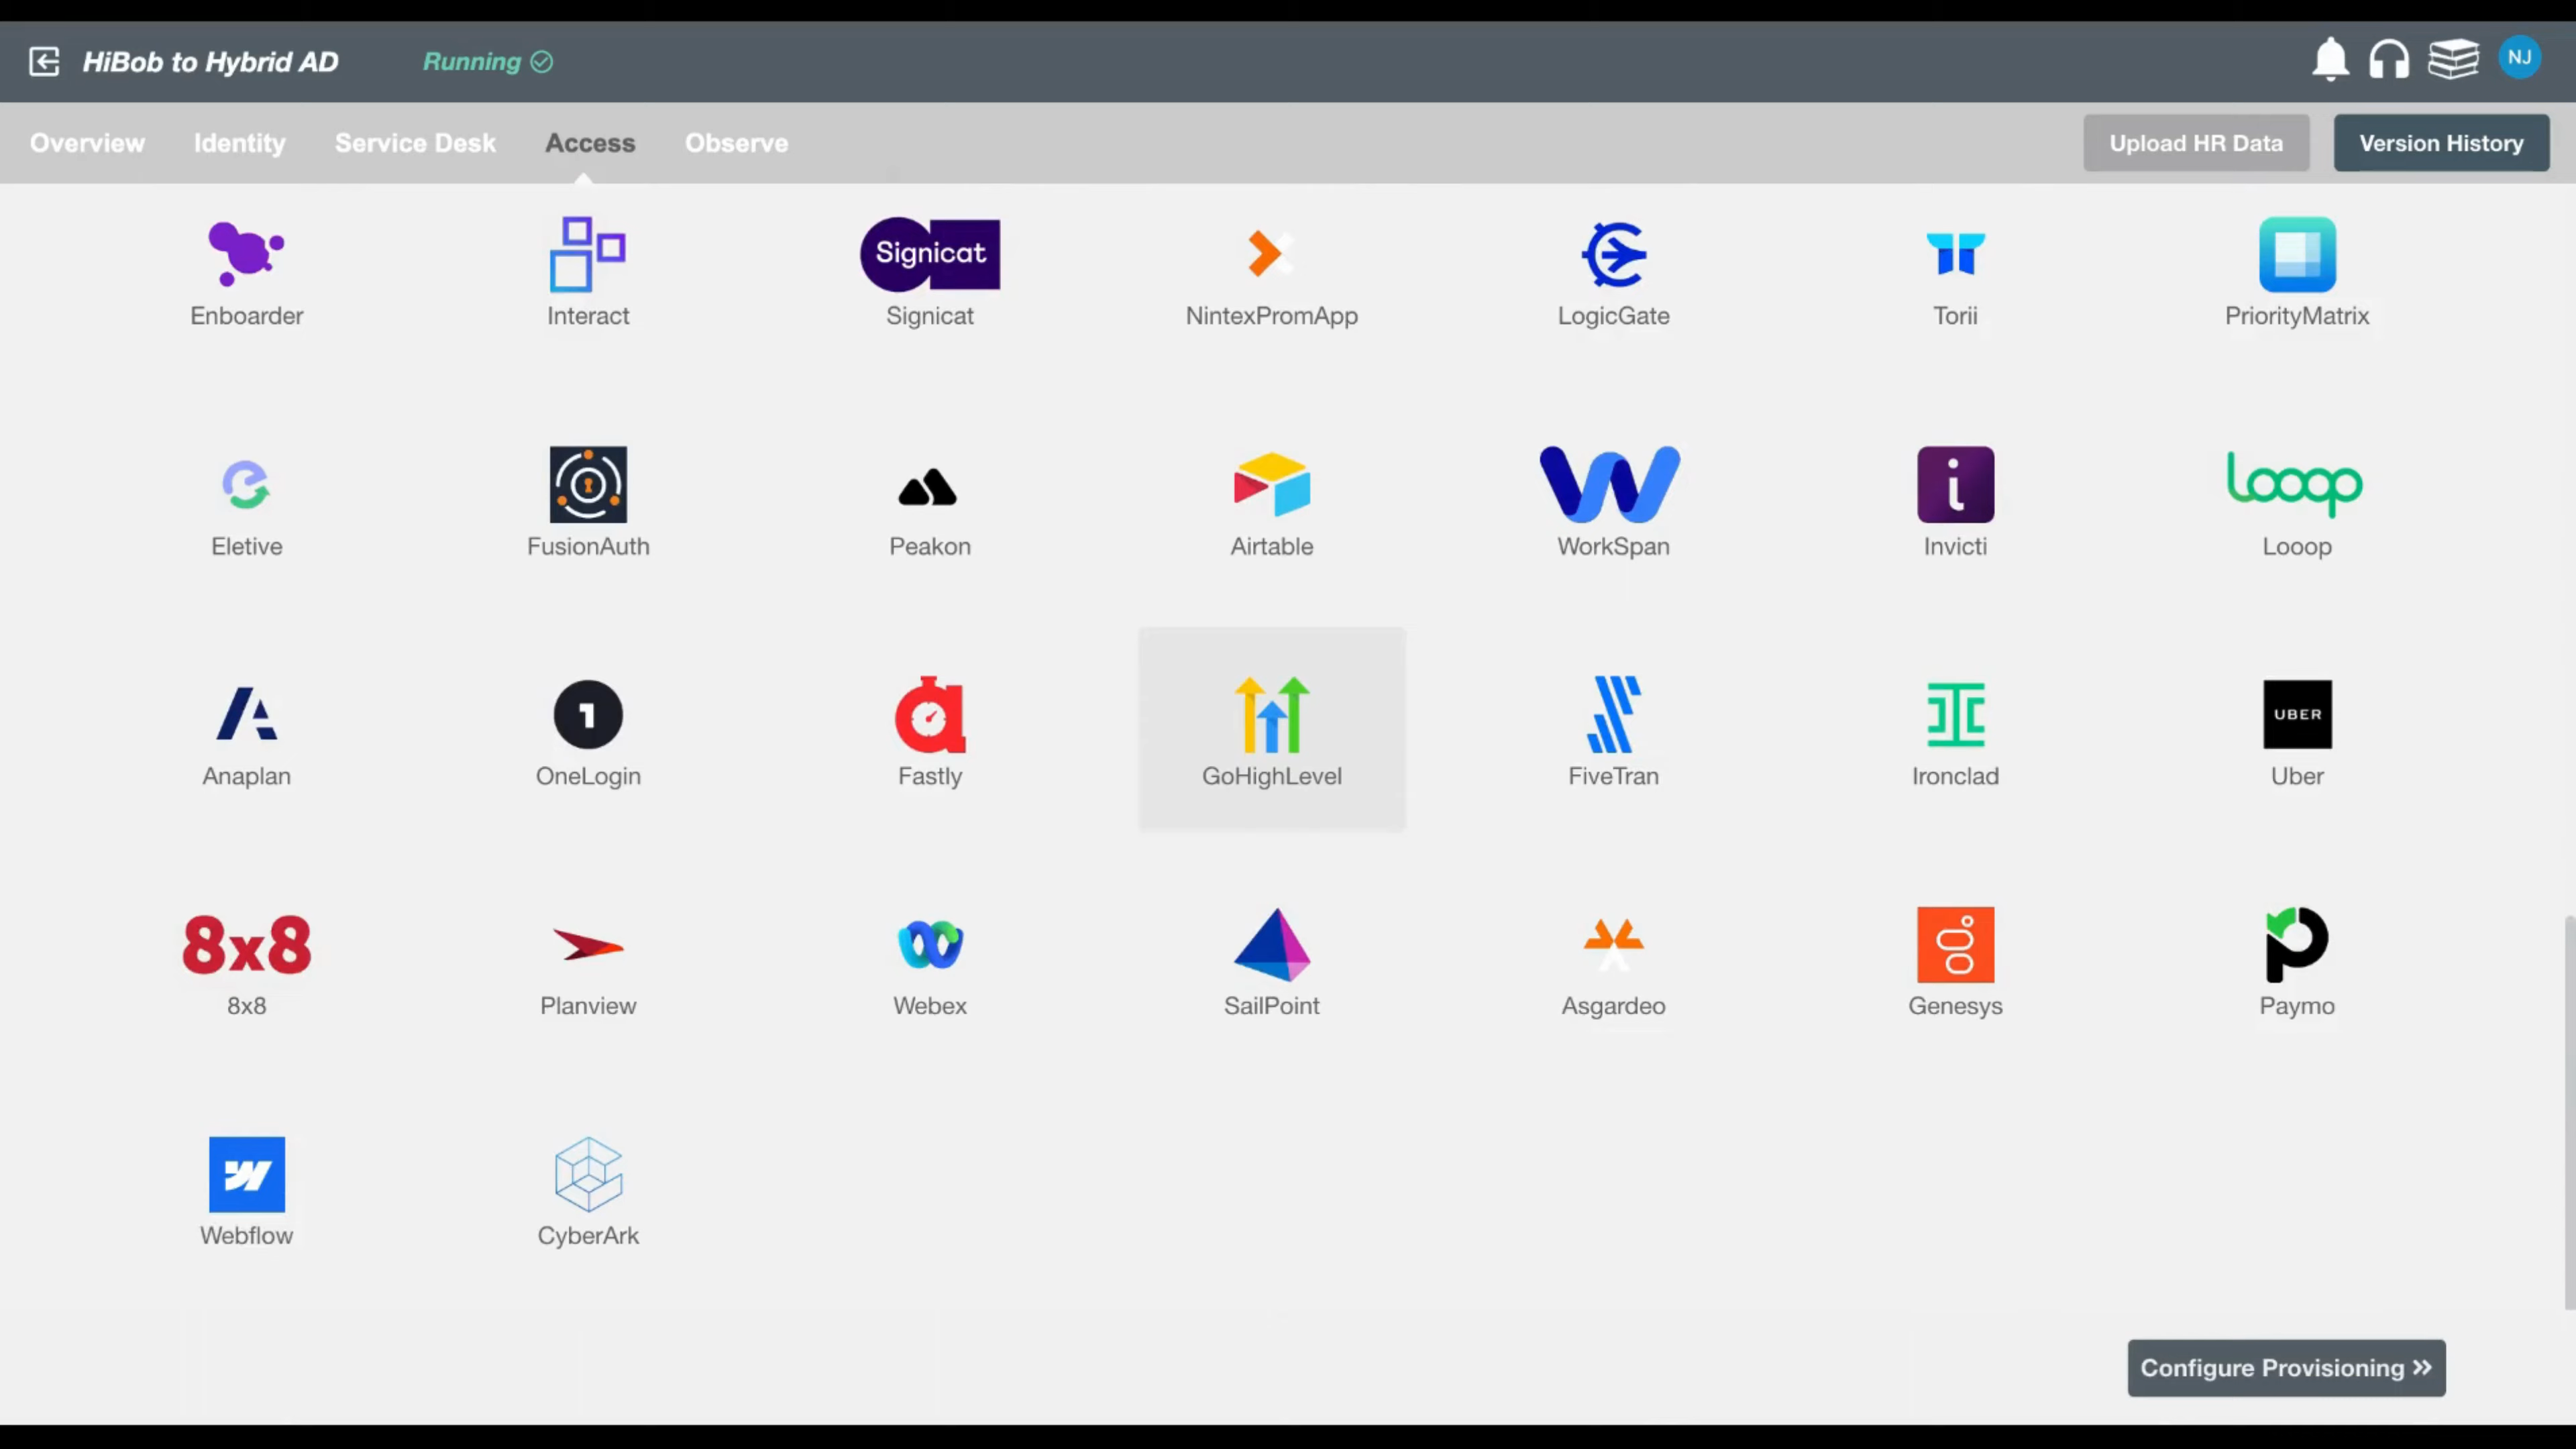 HiBob to Hybrid AD
Running
NJ
Overview
Identity
Service Desk
Access
Observe
Upload HR Data
Version History
Signicat
Enboarder
Interact
Signicat
NintexPromApp
LogicGate
Torii
PriorityMatrix
i
Looop
Eletive
FusionAuth
Peakon
Airtable
WorkSpan
Invicti
Looop
1
UBER
Anaplan
OneLogin
Fastly
GoHighLevel
FiveTran
Ironclad
Uber
8x8
8x8
Planview
Webex
SailPoint
Asgardeo
Genesys
Paymo
Webflow
CyberArk
Configure Provisioning